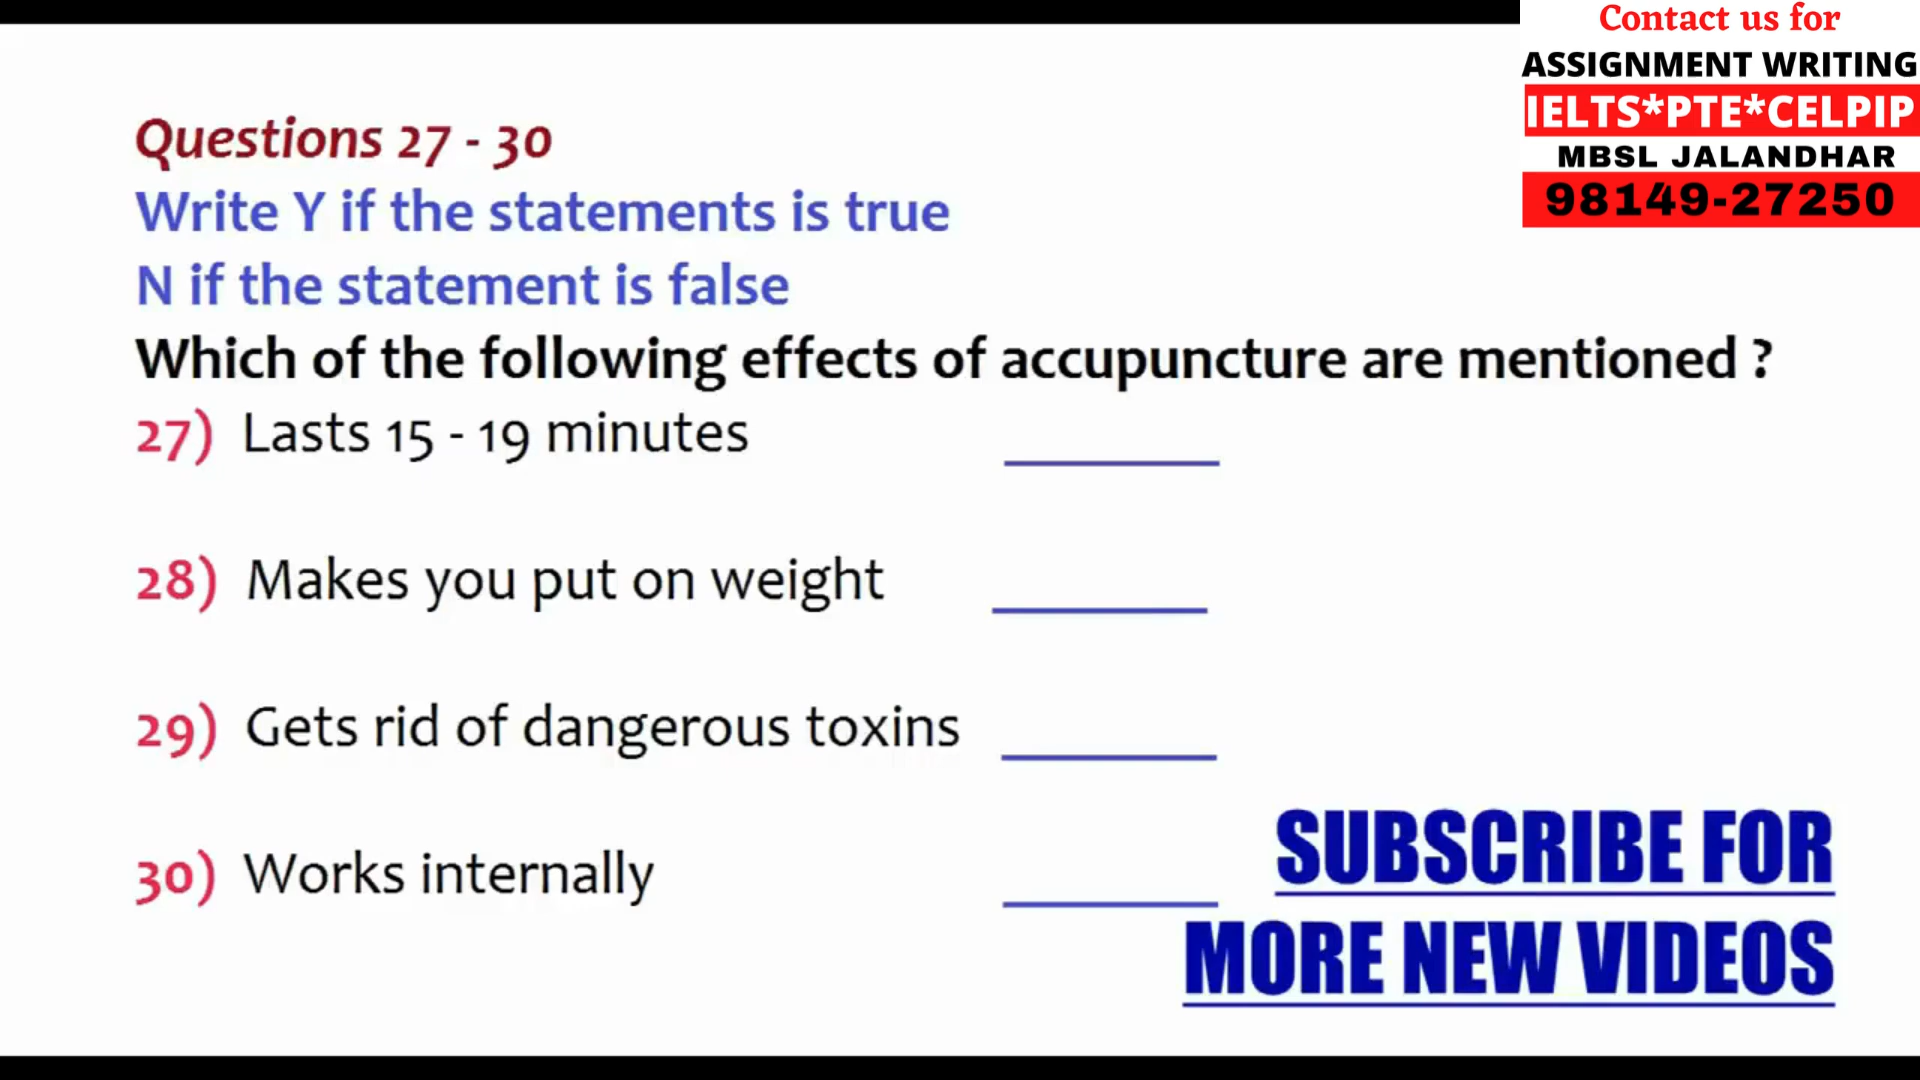 Contact us for
ASSIGNMENT WRITING
IELTS*PTE*CELPIP
MBSL JALANDHAR
98149-27250
Questions 27 - 30
Write Y if the statements is true
N if the statement is false
Which of the following effects of accupuncture are mentioned ?
27) Lasts 15 - 19 minutes
28) Makes you put on weight
29) Gets rid of dangerous toxins
30) Works internally
SUBSCRIBE FOR
MORE NEW VIDEOS